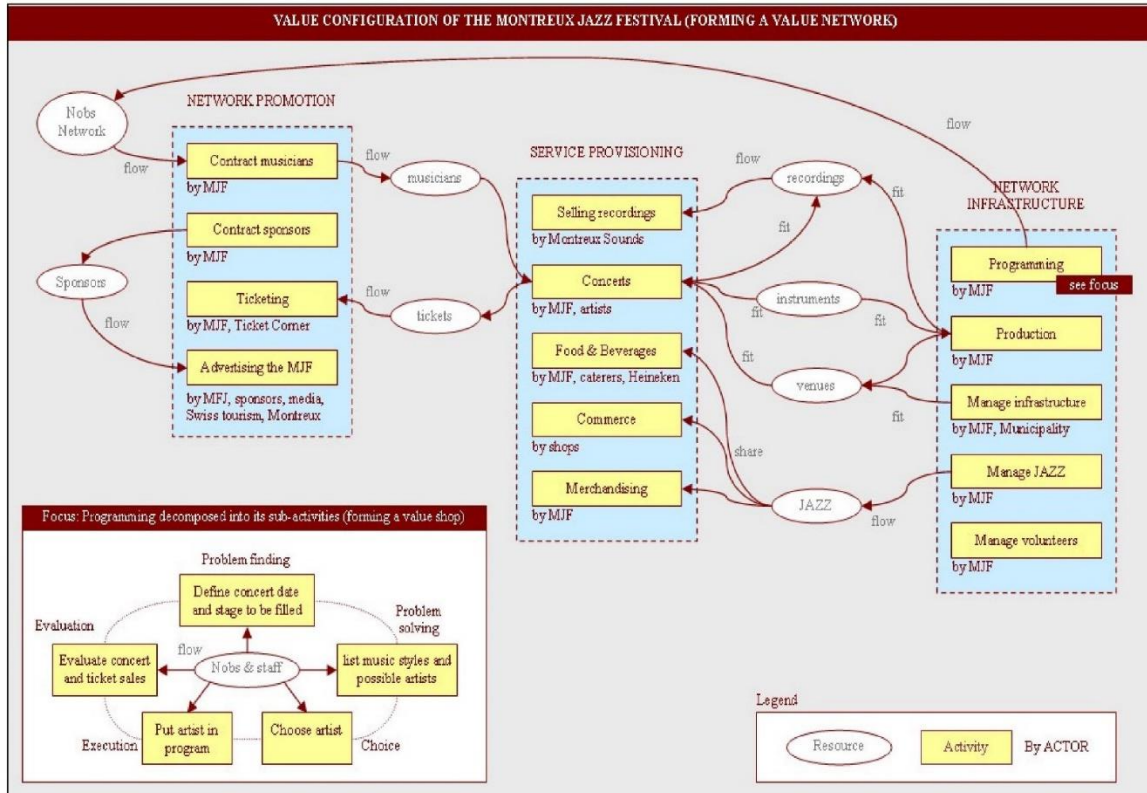 VALUE CONFIGURATION OF THE MONTREUX JAZZ FESTIVAL (FORMING A VALUE NETWORK)
Nobs
Network
flow
NETWORK PROMOTION
Contract musicians
by MJF
Contract sponsors
by MJF
Ticketing
by MJF, Ticket Corner
Advertising the MJF
by MFJ, sponsors, media,
Swiss tourism, Montreux
Sponsors
flow
flow
musicians
flow
tickets
SERVICE PROVISIONING
Selling recordings
by Montreux Sounds
Concerts
by MJF, artists
Food & Beverages
by MJF, caterers, Heineken
Commerce
by shops
Merchandising
by MJF
flow
recordings
fit
fit
instruments
fit
fit
fit
venues
fit
share
JAZZ
flow
flow
NETWORK
INFRASTRUCTURE
Programming
see focus
by MJF
Production
by MJF
Manage infrastructure
by MJF, Municipality
Manage JAZZ
by MJF
Manage volunteers
by MJF
Focus: Programming decomposed into its sub-activities (forming a value shop)
Problem finding
Define concert date
and stage to be filled
Problem
solving
Evaluation
flow
Evaluate concert
and ticket sales
Nobs & staff
list music styles and
possible artists
Put artist in
program
Choose artist
Execution
Choice
Legend
Resource
Activity
By ACTOR